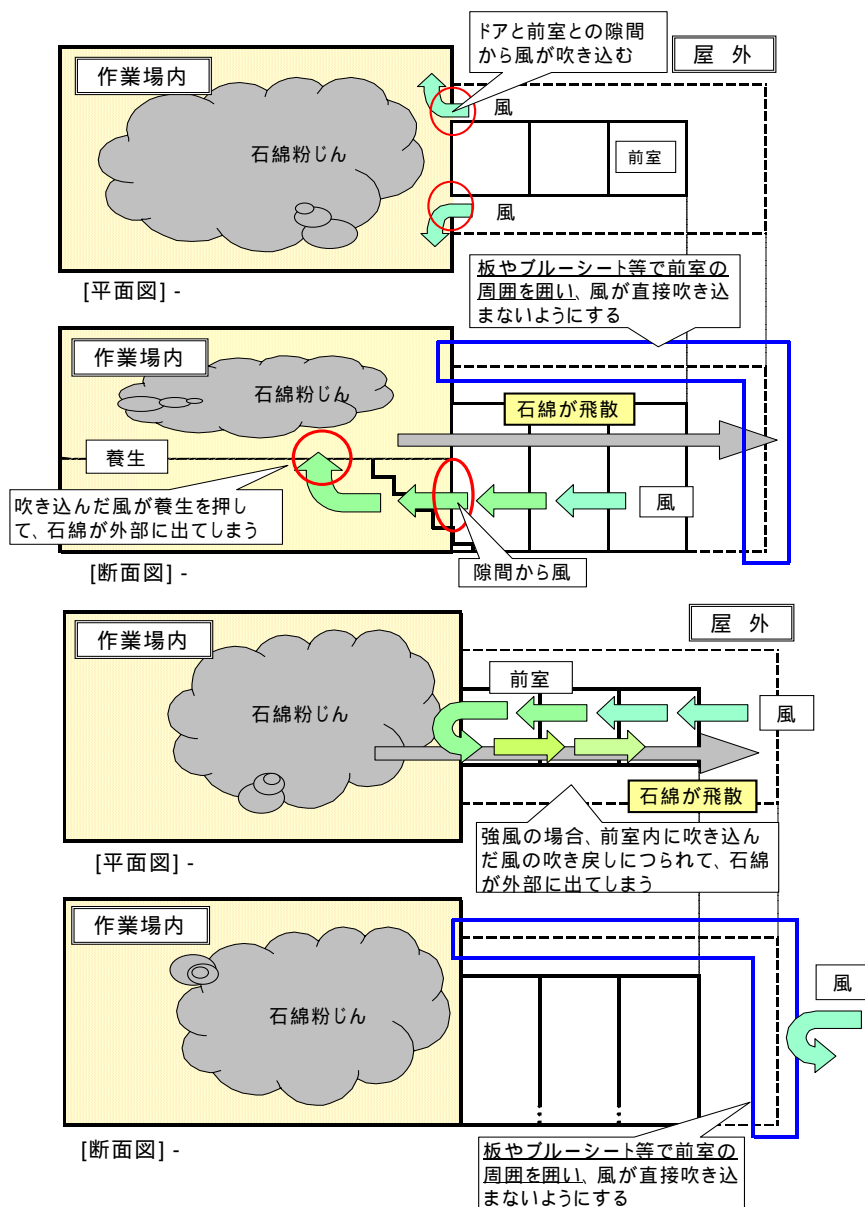 ドアと前室との隙間
から風が吹き込む
屋 外
作業場内
風
石綿粉じん
前室
風
[平面図] -
板やブルーシート等で前室の
周囲を囲い、風が直接吹き込
まないようにする
作業場内
石綿粉じん
石綿が飛散
養生
吹き込んだ風が養生を押し
て、石綿が外部に出てしまう
風
[断面図] -
隙間から風
作業場内
屋 外
前室
石綿粉じん
風
石綿が飛散
強風の場合、前室内に吹き込ん
だ風の吹き戻しにつられて、石綿
が外部に出てしまう
[平面図] -
作業場内
風
石綿粉じん
[断面図] -
板やブルーシート等で前室の
周囲を囲い、風が直接吹き込
まないようにする